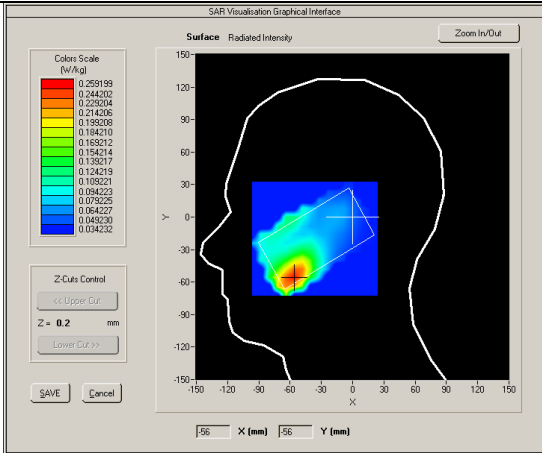 SAR Visualisation Graphical Interface
Surface Radiated Intensity
Zoom In/Out
Colors Scale
(W/kg)
0.259199
0.244202
0.229204
0.214206
0.199208
0.184210
0.169212
0.154214
0.139217
0.124219
0.109221
0.094223
0.079225
0.064227
0.049230
0.034232
Z-Cuts Control
<< Upper Cut
Z = 0.2 mm
Lower Cut >>
SAVE
Cancel
150
120
90
60
30
0
-30
-60
-90
-120
-150
Y
-150 -120 -90 -60 -30 0 30 60 90 120 150
X
-56 X (mm) -56 Y (mm)